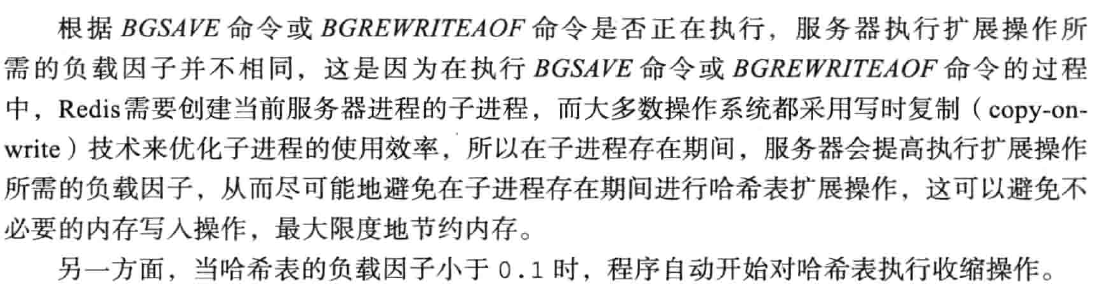 根据 BGSAVE 命令或 BGREWRITEAOF 命令是否正在执行，服务器执行扩展操作所
需的负载因子并不相同，这是因为在执行 BGSAVE 命令或 BGREWRITEAOF 命令的过程
中，Redis需要创建当前服务器进程的子进程，而大多数操作系统都采用写时复制（copy-on-
write）技术来优化子进程的使用效率，所以在子进程存在期间，服务器会提高执行扩展操作
所需的负载因子，从而尽可能地避免在子进程存在期间进行哈希表扩展操作，这可以避免不
必要的内存写入操作，最大限度地节约内存。
另一方面，当哈希表的负载因子小于 0.1 时，程序自动开始对哈希表执行收缩操作。